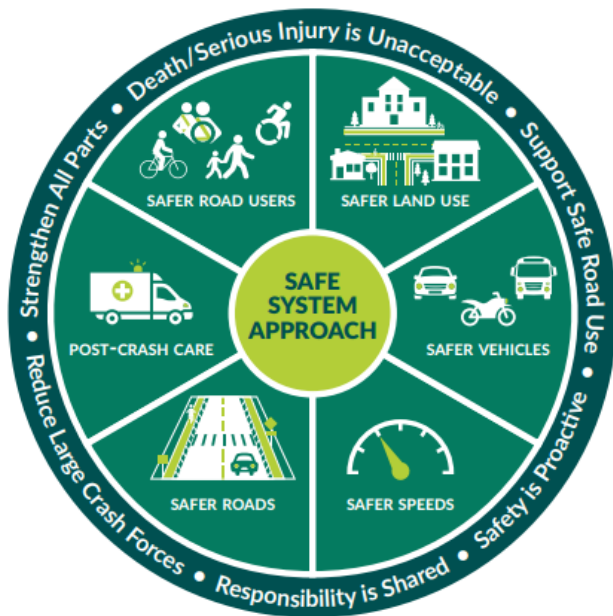 Death/Serious Injury is Unacceptable • Support Safe Road Use • Safety is Proactive • Responsibility is Shared • Reduce Large Crash Forces • Strengthen All Parts •
SAFER ROAD USERS
SAFER LAND USE
SAFE
SYSTEM
APPROACH
POST-CRASH CARE
SAFER VEHICLES
SAFER ROADS
SAFER SPEEDS